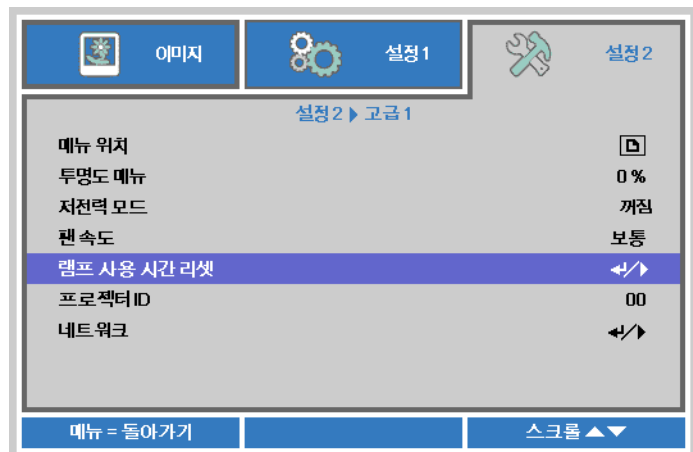 이미지 설정1 설정2
설정2 ▶ 고급1
메뉴 위치
투명도 메뉴 0 %
저전력 모드 꺼짐
팬 속도 보통
램프 사용 시간 리셋 ↵/▶
프로젝터 ID 00
네트워크 ↵/▶
메뉴 = 돌아가기 스크롤 ▲▼